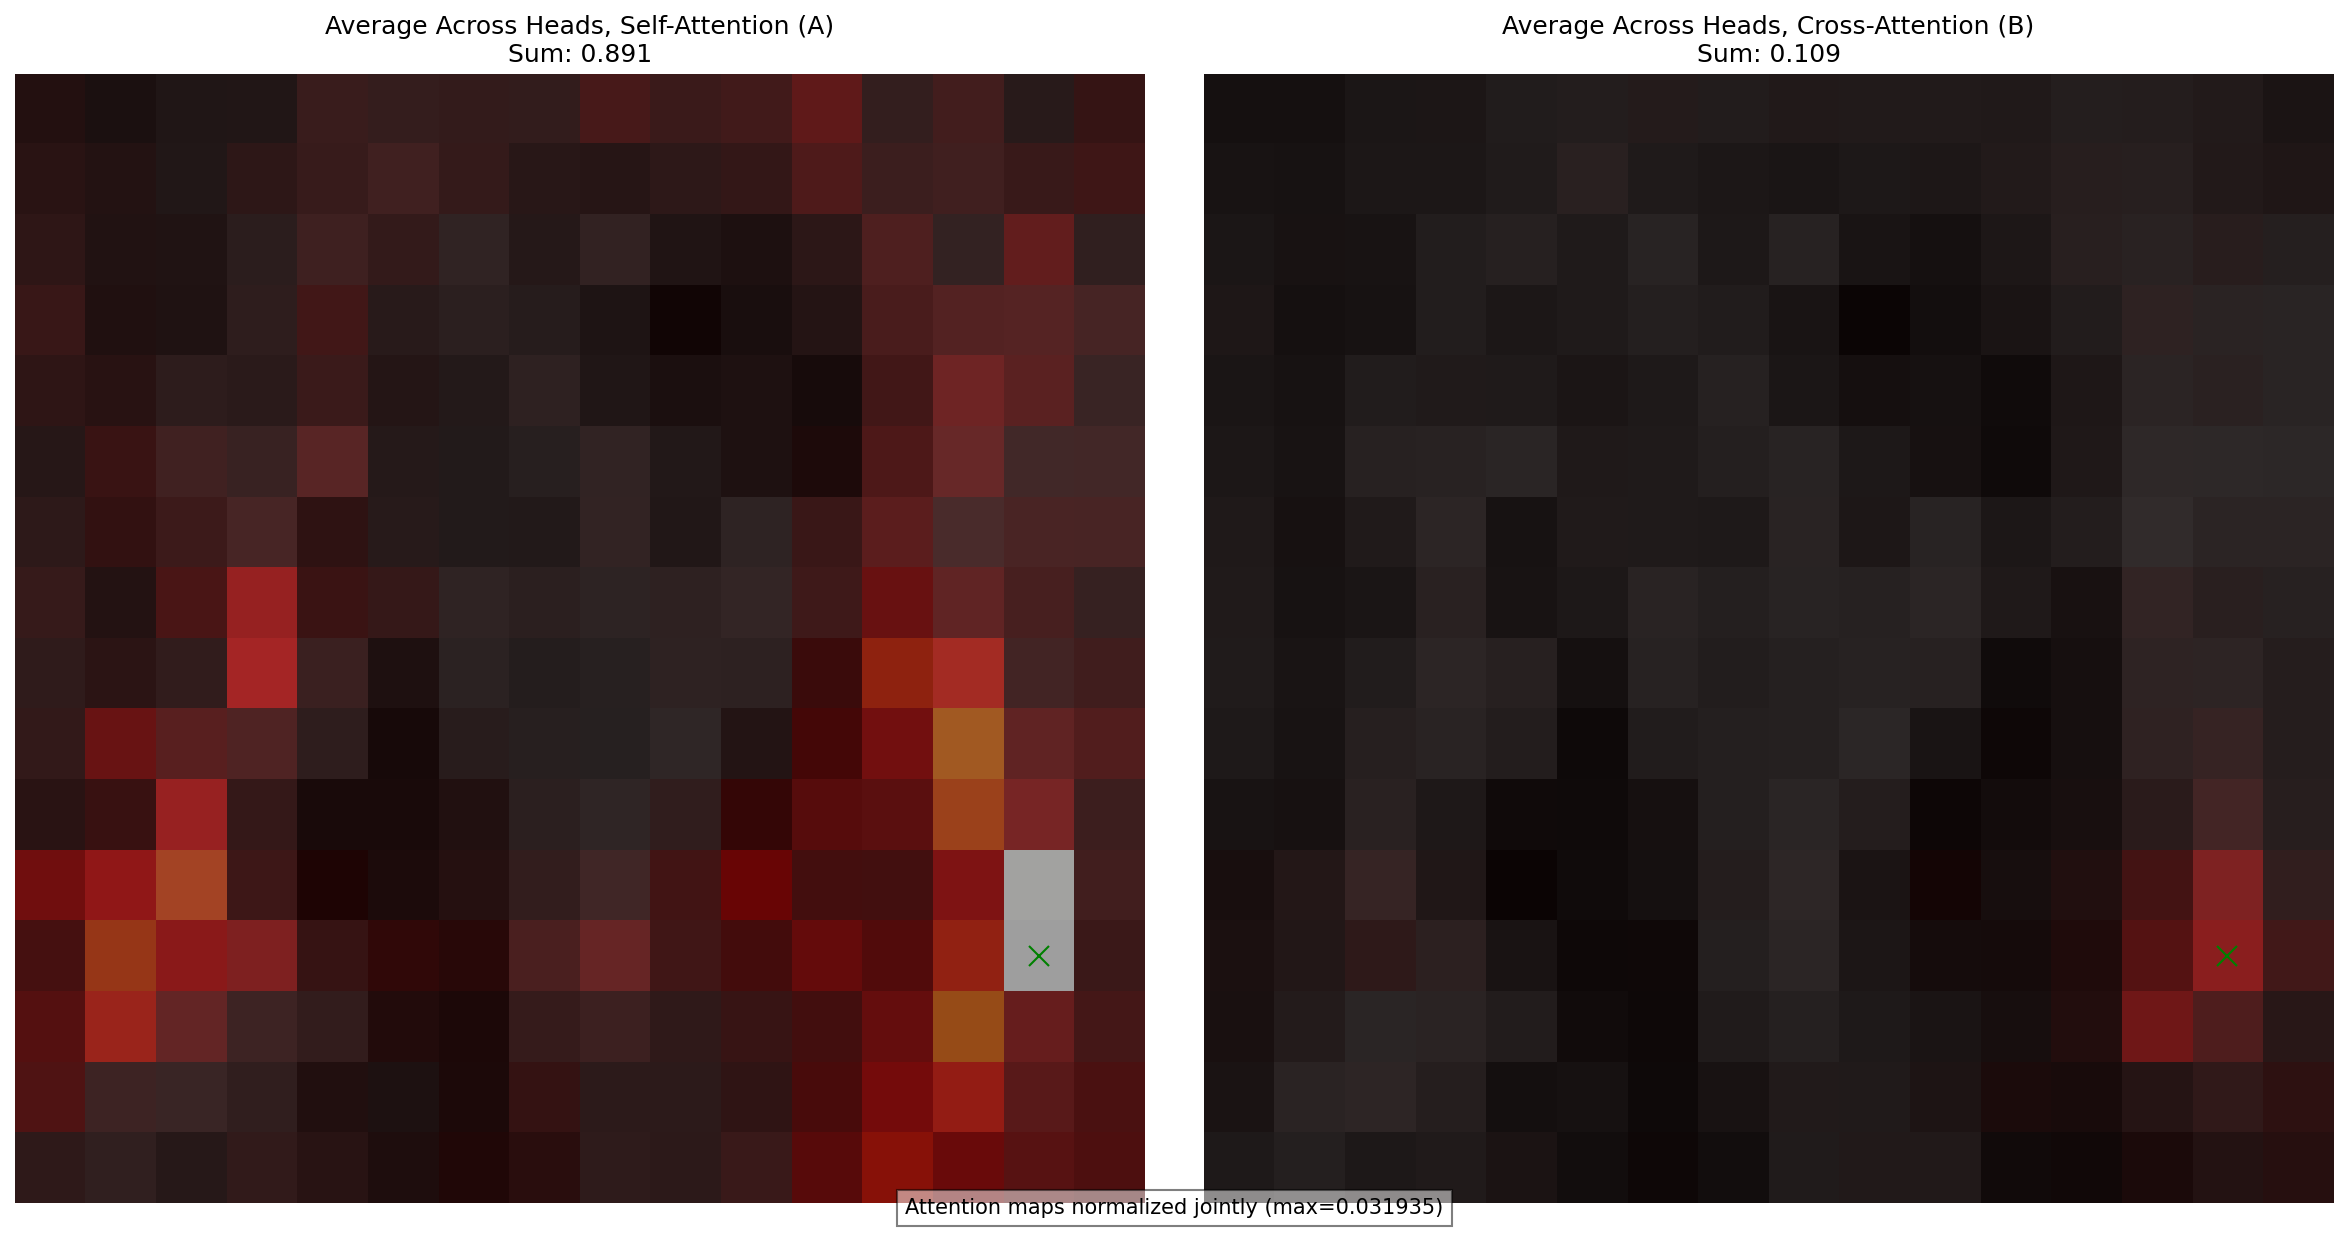 Average Across Heads, Self-Attention (A)
Sum: 0.891
Average Across Heads, Cross-Attention (B)
Sum: 0.109
Attention maps normalized jointly (max=0.031935)